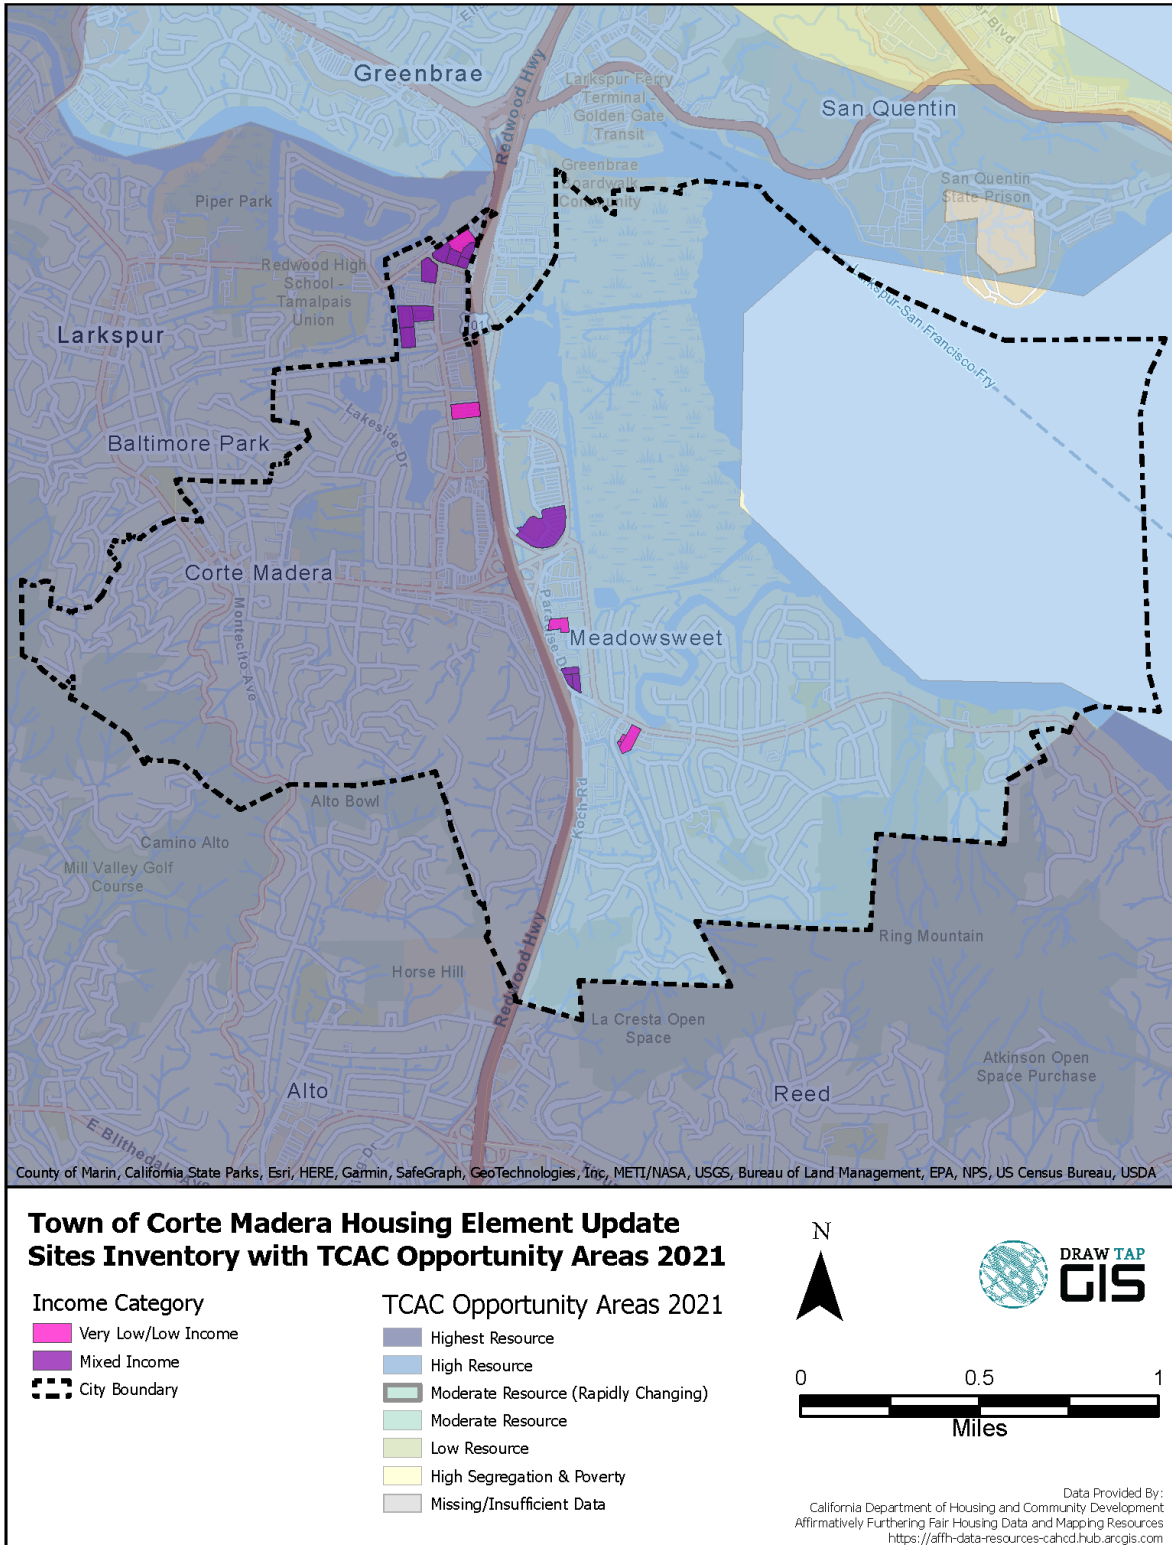 Greenbrae
Redwood Hwy
Larkspur Ferry
Terminal -
Golden Gate
Transit
San Quentin
Greenbrae
Boardwalk
Community
San Quentin
State Prison
Piper Park
Redwood High
School -
Tamalpais
Union
Larkspur
101
Larkspur-San Francisco Fry
Lakeside Dr
Baltimore Park
Corte Madera
Montecito Ave
Paradise Dr
Meadowsweet
Koch Rd
Alto Bowl
Camino Alto
Mill Valley Golf
Course
Horse Hill
Redwood Hwy
Ring Mountain
La Cresta Open
Space
Atkinson Open
Space Purchase
Alto
Reed
E Blithedale Ave
County of Marin, California State Parks, Esri, HERE, Garmin, SafeGraph, GeoTechnologies, Inc, METI/NASA, USGS, Bureau of Land Management, EPA, NPS, US Census Bureau, USDA
Town of Corte Madera Housing Element Update
Sites Inventory with TCAC Opportunity Areas 2021
Income Category
Very Low/Low Income
Mixed Income
City Boundary
TCAC Opportunity Areas 2021
Highest Resource
High Resource
Moderate Resource (Rapidly Changing)
Moderate Resource
Low Resource
High Segregation & Poverty
Missing/Insufficient Data
N
DRAW TAP
GIS
0 0.5 1
Miles
Data Provided By:
California Department of Housing and Community Development
Affirmatively Furthering Fair Housing Data and Mapping Resources
https://affh-data-resources-cahcd.hub.arcgis.com